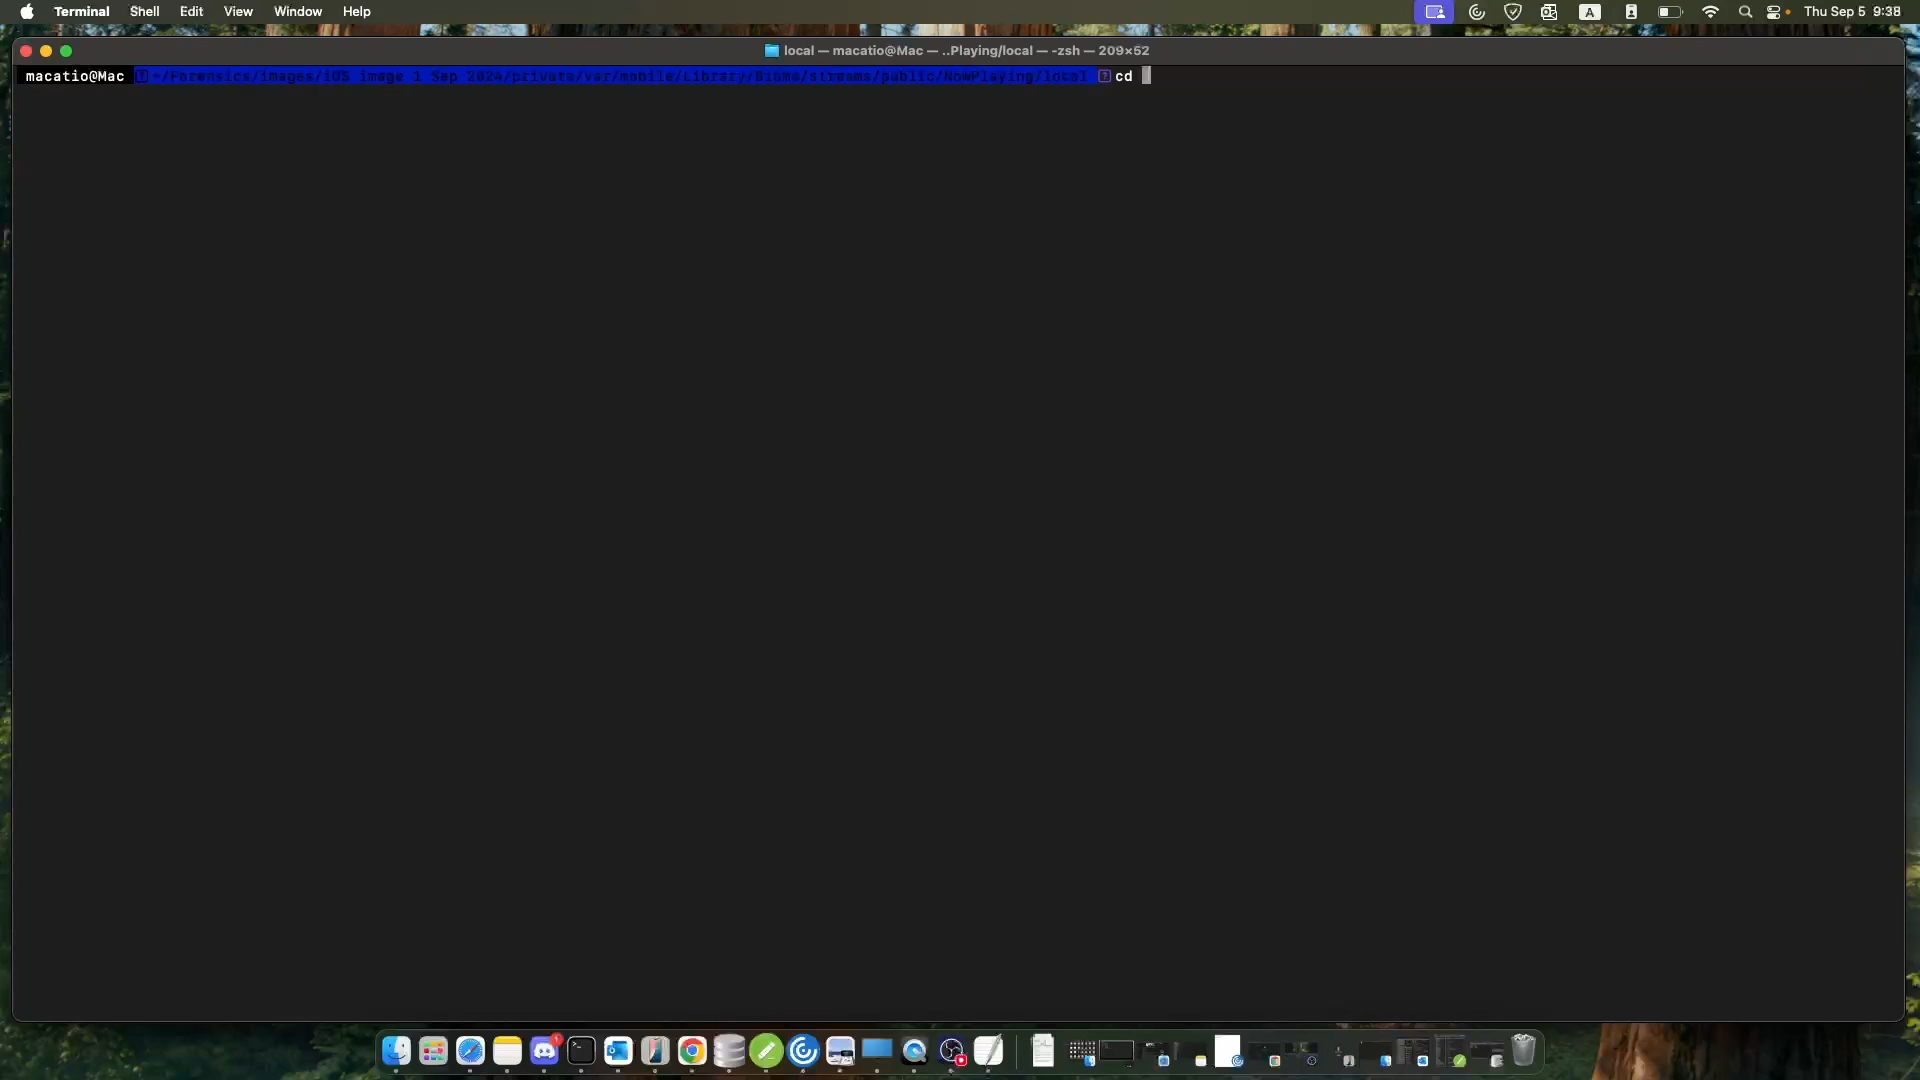 Terminal Shell Edit View Window Help A Thu Sep 5 9:38
local — macatio@Mac — ..Playing/local — -zsh — 209×52
macatio@Mac ~/Forensics/images/iOS image 1 Sep 2024/private/var/mobile/Library/Biome/streams/public/NowPlaying/local cd